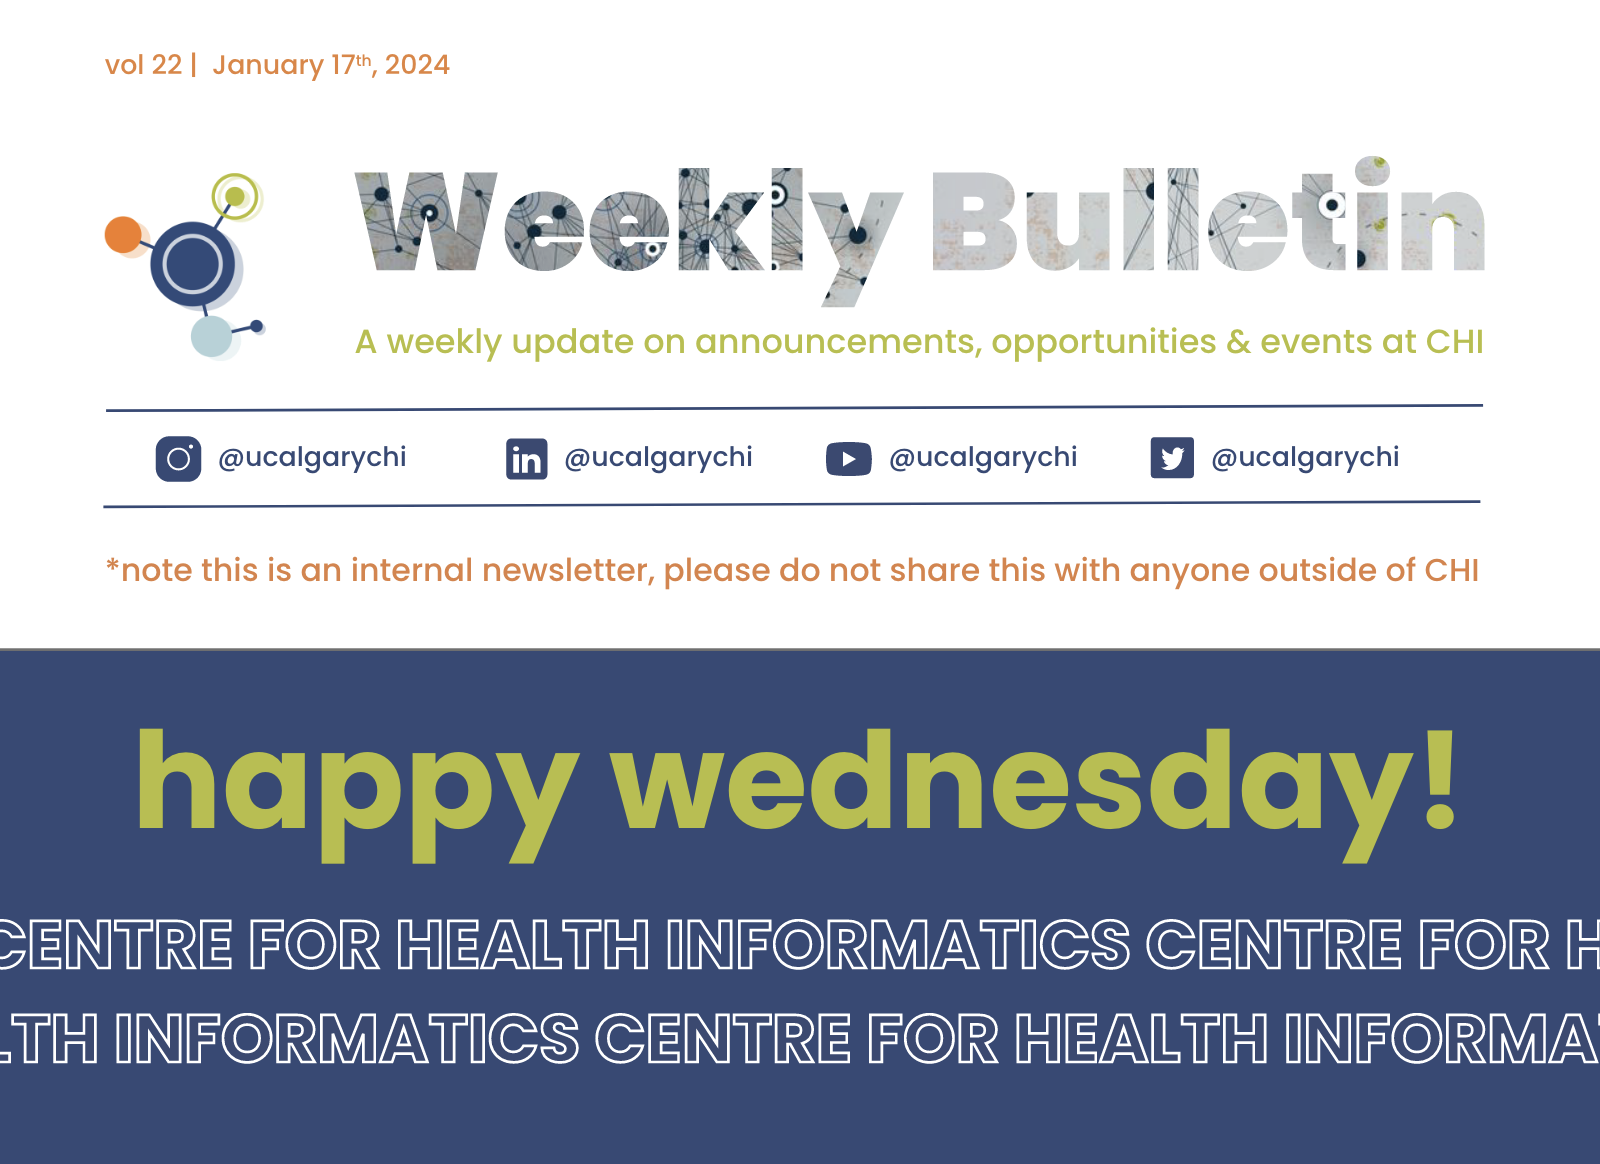 vol 22 | January 17th, 2024
Weekly Bulletin
A weekly update on announcements, opportunities & events at CHI
@ucalgarychi @ucalgarychi @ucalgarychi @ucalgarychi
*note this is an internal newsletter, please do not share this with anyone outside of CHI
happy wednesday!
CENTRE FOR HEALTH INFORMATICS CENTRE FOR H
LTH INFORMATICS CENTRE FOR HEALTH INFORMAT